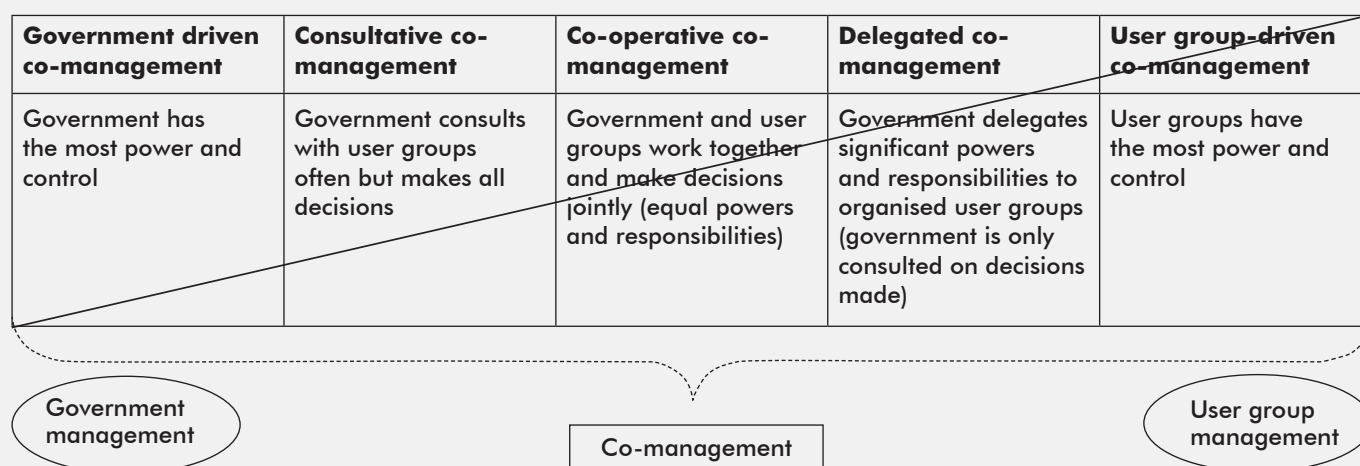 Government driven
co-management
Consultative co-
management
Co-operative co-
management
Delegated co-
management
User group-driven
co-management
Government has
the most power and
control
Government consults
with user groups
often but makes all
decisions
Government and user
groups work together
and make decisions
jointly (equal powers
and responsibilities)
Government delegates
significant powers
and responsibilities to
organised user groups
(government is only
consulted on decisions
made)
User groups have
the most power and
control
Government
management
Co-management
User group
management